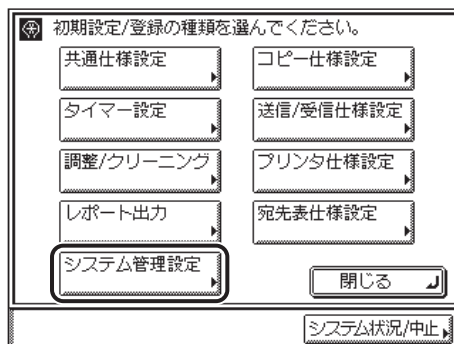 初期設定/登録の種類を選んでください。
共通仕様設定
コピー仕様設定
タイマー設定
送信/受信仕様設定
調整/クリーニング
プリンタ仕様設定
レポート出力
宛先表仕様設定
システム管理設定
閉じる
システム状況/中止